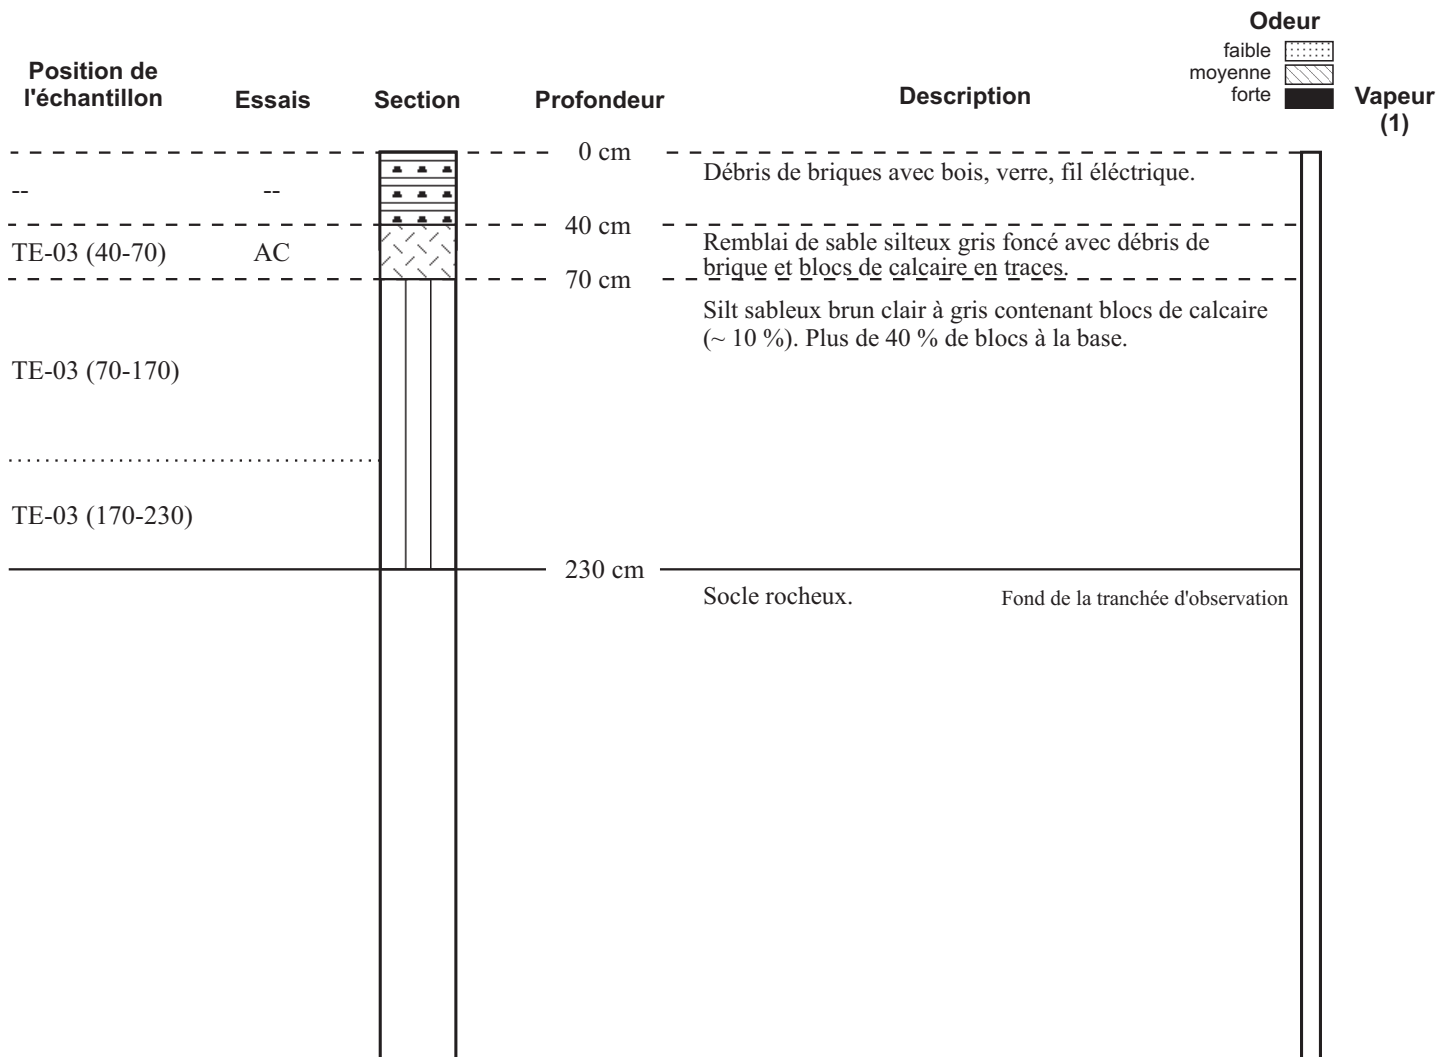 Odeur
faible
moyenne
forte
Position de
l'échantillon
Essais
Section
Profondeur
Description
Vapeur
(1)
0 cm
Débris de briques avec bois, verre, fil éléctrique.
--
--
40 cm
TE-03 (40-70)
AC
Remblai de sable silteux gris foncé avec débris de
brique et blocs de calcaire en traces.
70 cm
Silt sableux brun clair à gris contenant blocs de calcaire
(~ 10 %). Plus de 40 % de blocs à la base.
TE-03 (70-170)
TE-03 (170-230)
230 cm
Socle rocheux.
Fond de la tranchée d'observation